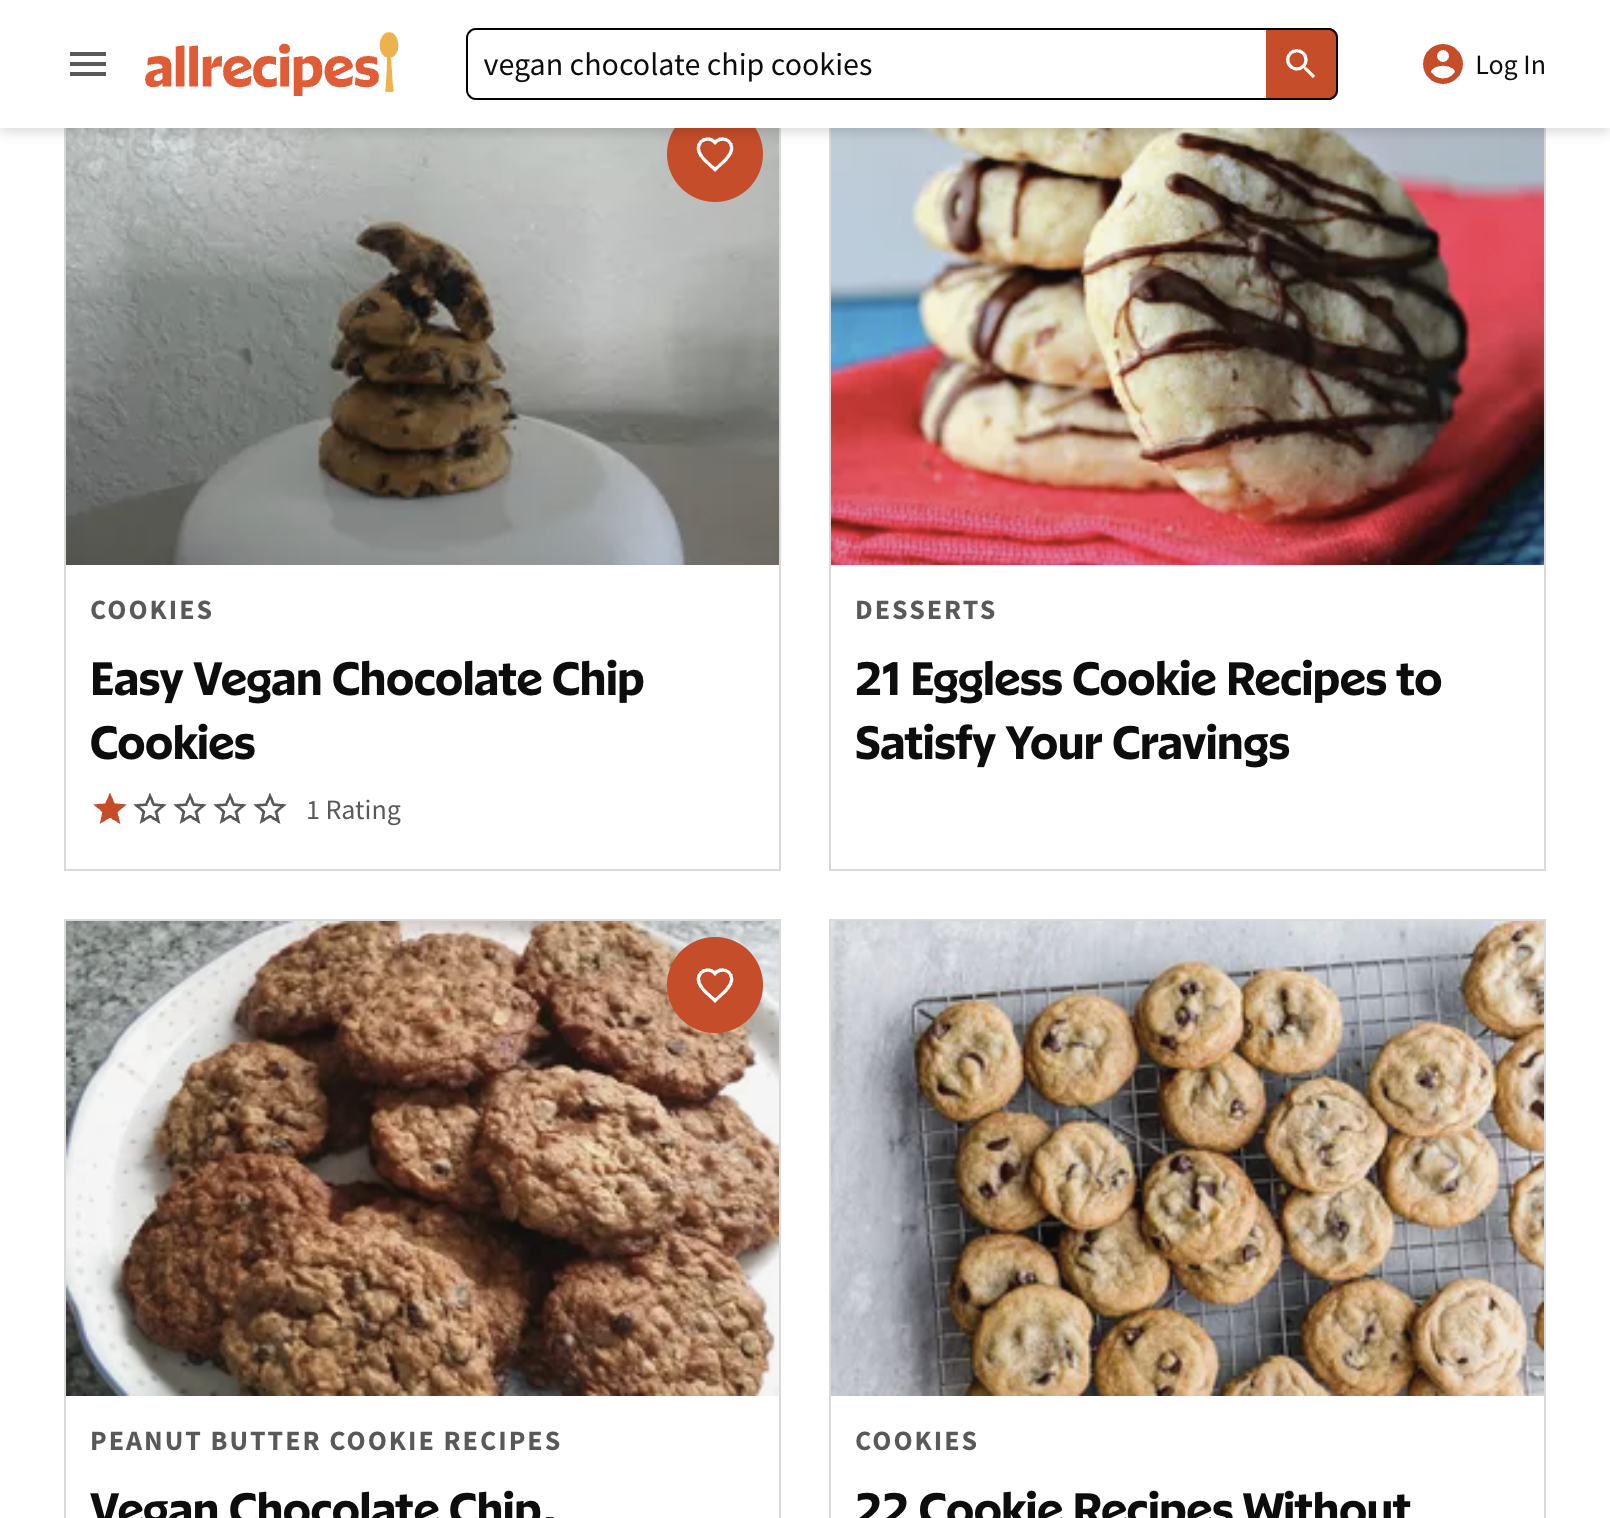 allrecipes
vegan chocolate chip cookies
Log In
COOKIES
Easy Vegan Chocolate Chip
Cookies
1 Rating
DESSERTS
21 Eggless Cookie Recipes to
Satisfy Your Cravings
PEANUT BUTTER COOKIE RECIPES
Vegan Chocolate Chip,
COOKIES
22 Cookie Recipes Without